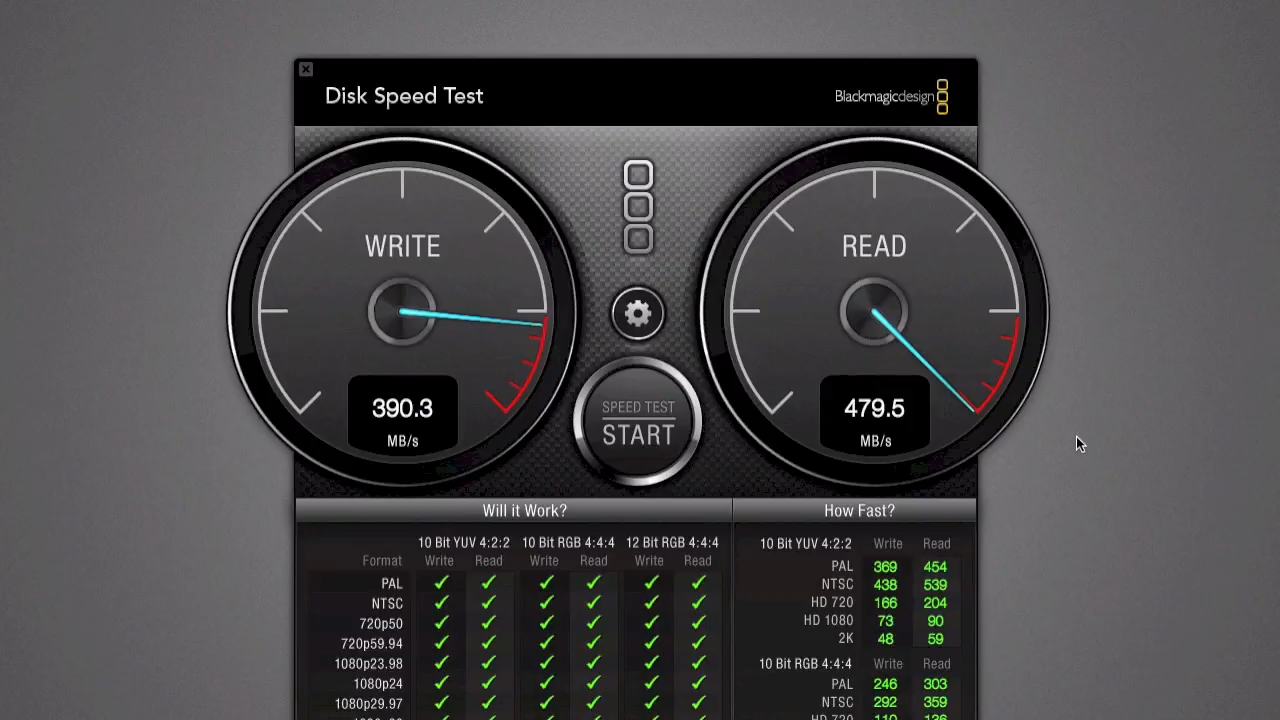 Disk Speed Test
Blackmagicdesign
WRITE
READ
390.3
MB/s
479.5
MB/s
SPEED TEST
START
Will it Work?
How Fast?
10 Bit YUV 4:2:2 10 Bit RGB 4:4:4 12 Bit RGB 4:4:4
Format Write Read Write Read Write Read
PAL
NTSC
720p50
720p59.94
1080p23.98
1080p24
1080p29.97
10 Bit YUV 4:2:2 Write Read
PAL 369 454
NTSC 438 539
HD 720 166 204
HD 1080 73 90
2K 48 59
10 Bit RGB 4:4:4 Write Read
PAL 246 303
NTSC 292 359
HD 720 110 136